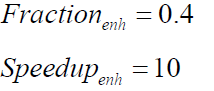 Fraction_enh = 0.4
Speedup_enh = 10